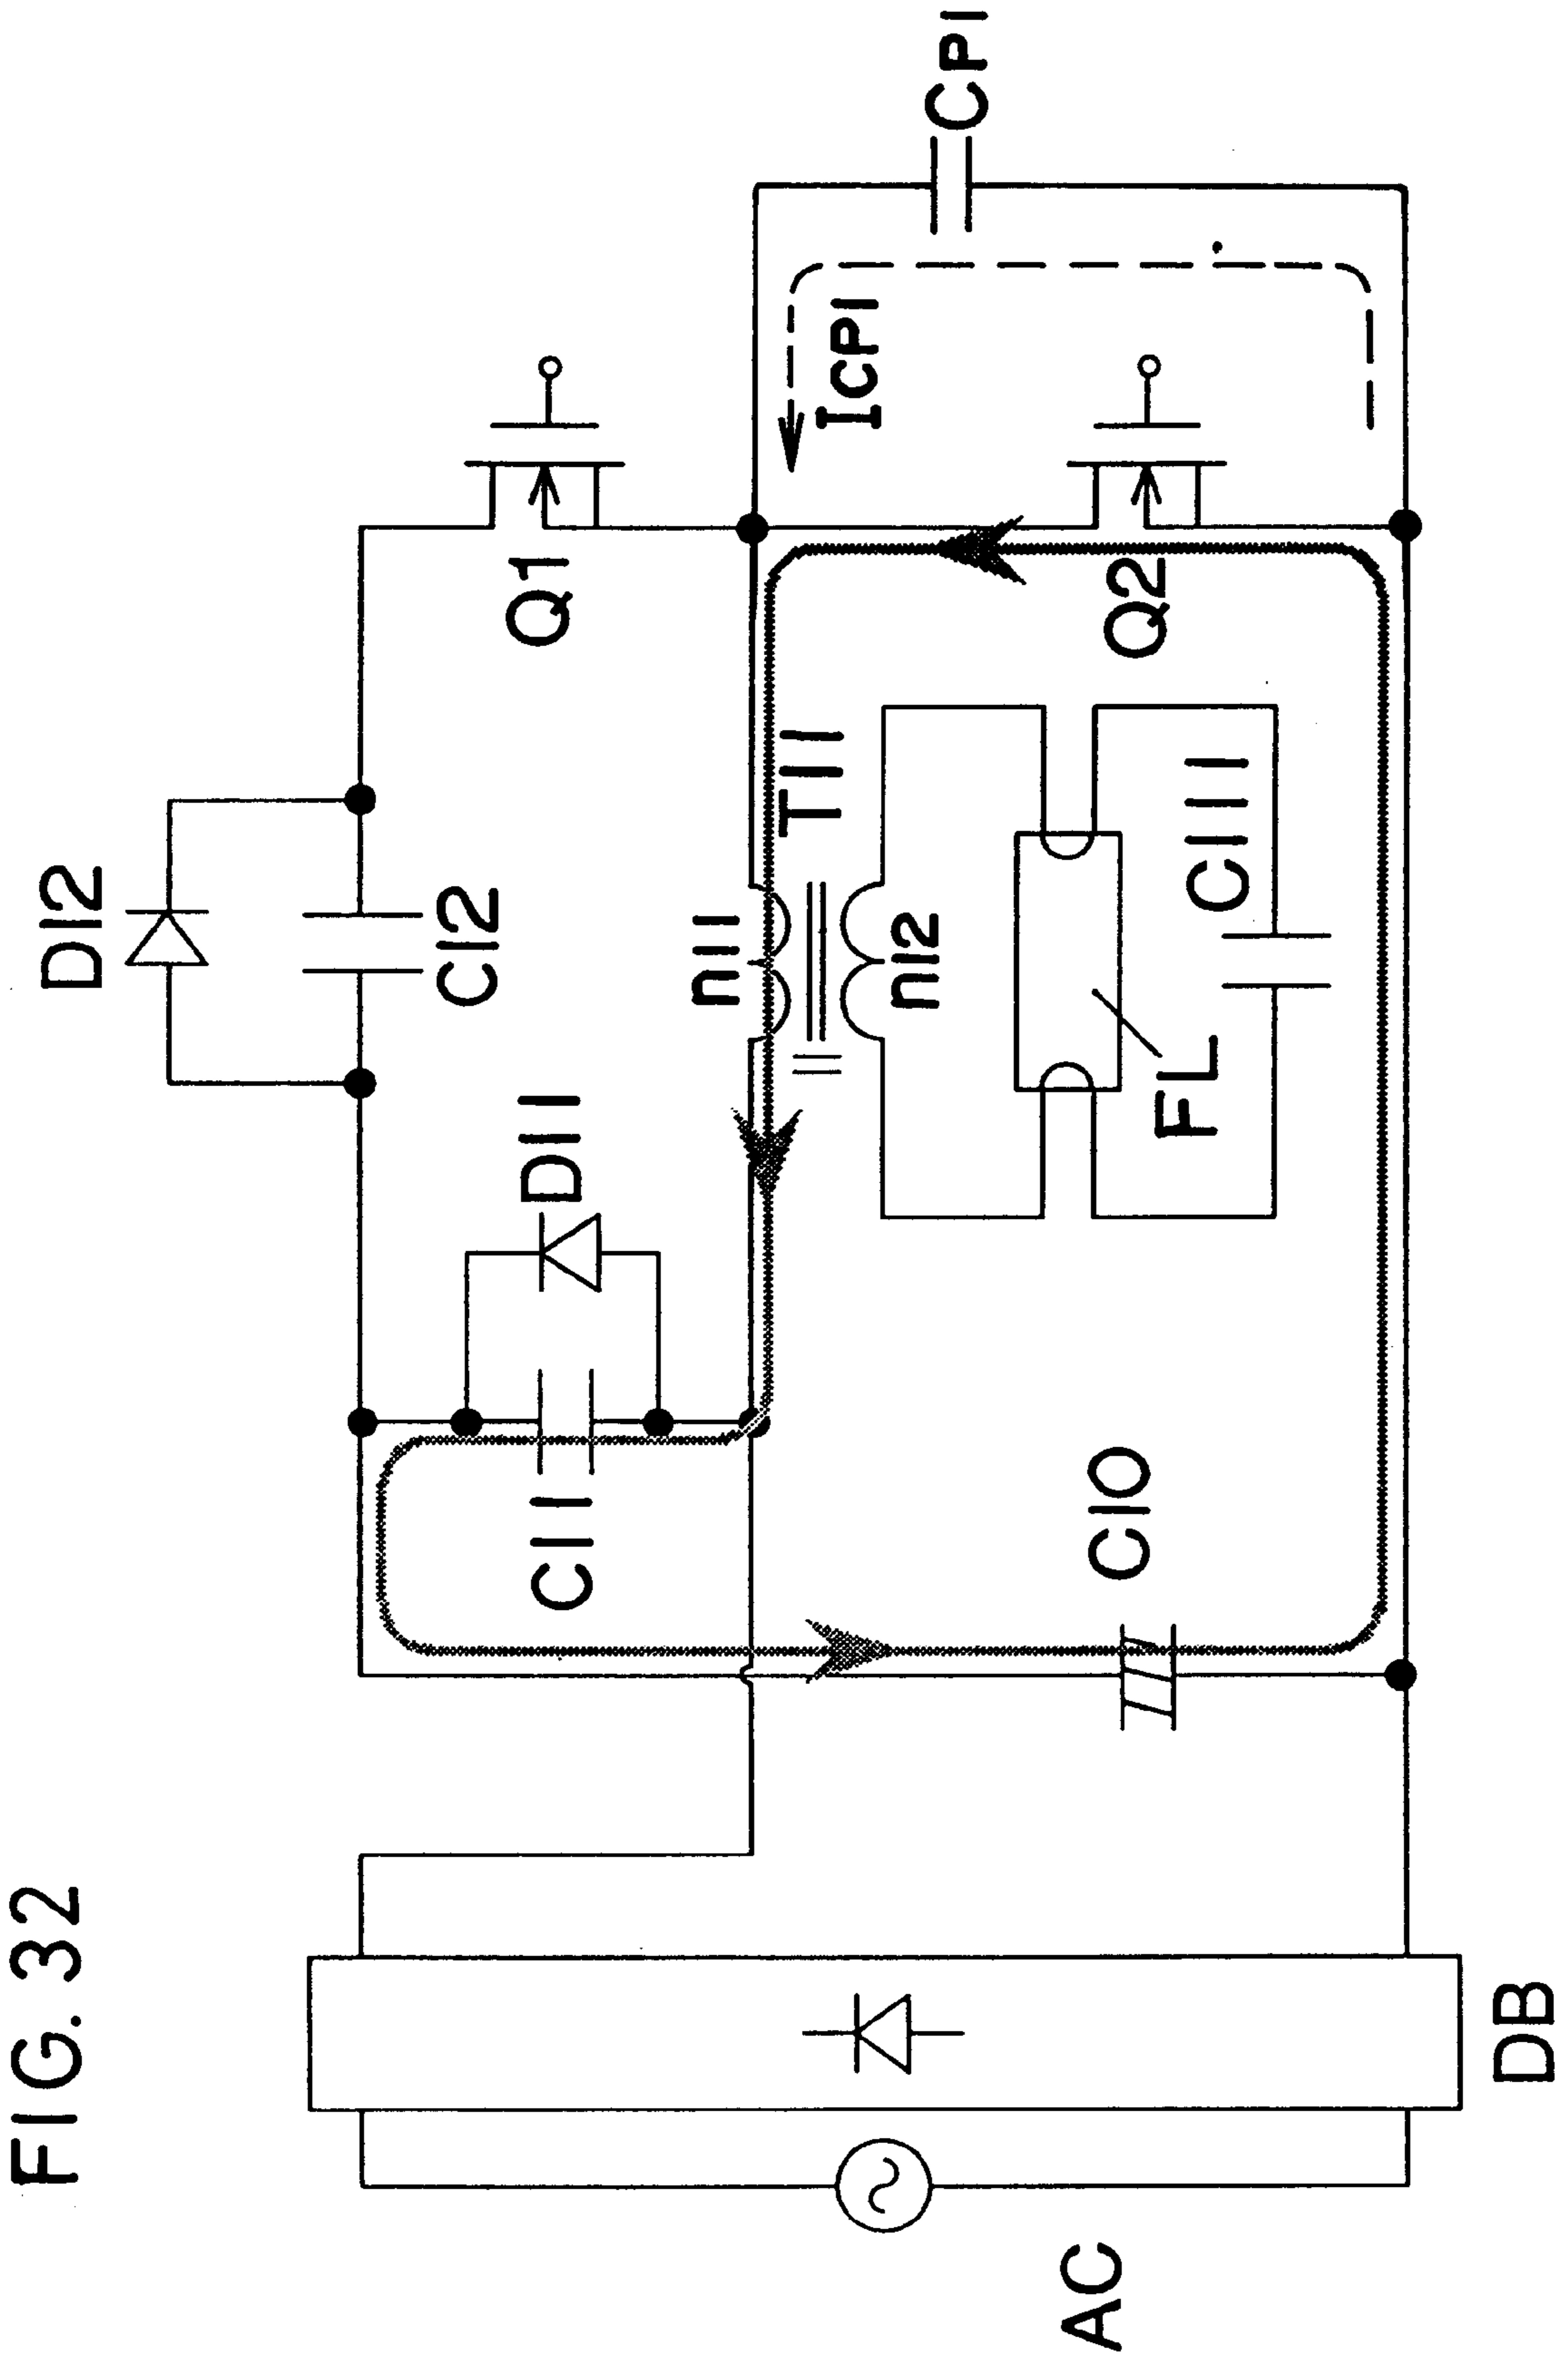 FIG. 32
D12
C12
Q1
D11
C11
n11
T11
n12
ICP1
CP1
Q2
FL
C111
C10
AC
DB